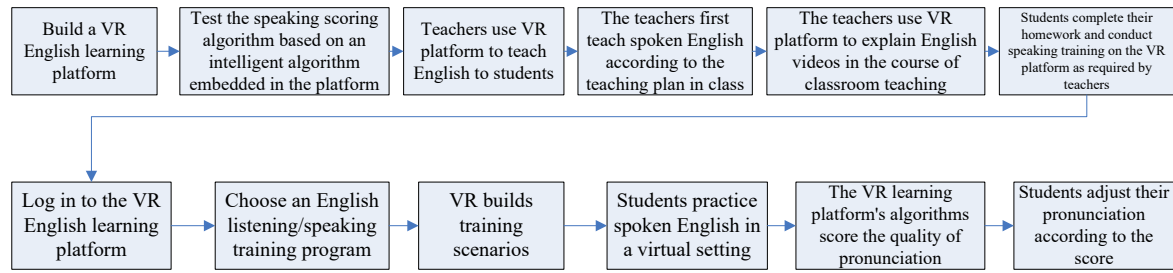 Build a VR
English learning
platform
Test the speaking scoring
algorithm based on an
intelligent algorithm
embedded in the platform
Teachers use VR
platform to teach
English to students
The teachers first
teach spoken English
according to the
teaching plan in class
The teachers use VR
platform to explain English
videos in the course of
classroom teaching
Students complete their
homework and conduct
speaking training on the VR
platform as required by
teachers
Log in to the VR
English learning
platform
Choose an English
listening/speaking
training program
VR builds
training
scenarios
Students practice
spoken English in
a virtual setting
The VR learning
platform's algorithms
score the quality of
pronunciation
Students adjust their
pronunciation
according to the
score